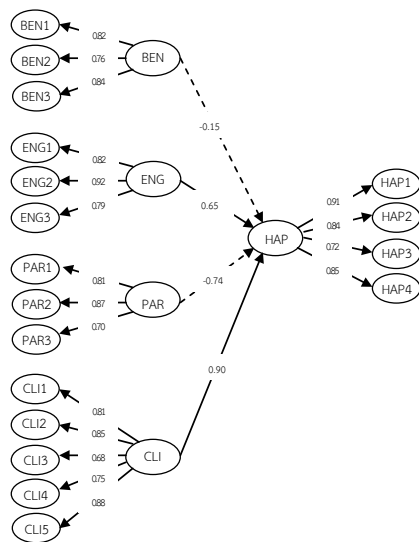 BEN1
0.82
BEN2
0.76
BEN
BEN3
0.84
-0.15
ENG1
0.82
ENG2
0.92
ENG
ENG3
0.79
0.65
HAP
0.91
HAP1
0.84
HAP2
0.72
HAP3
0.85
HAP4
PAR1
0.81
-0.74
PAR2
0.87
PAR
PAR3
0.70
0.90
CLI1
0.81
CLI2
0.85
CLI3
0.68
CLI
CLI4
0.75
CLI5
0.88